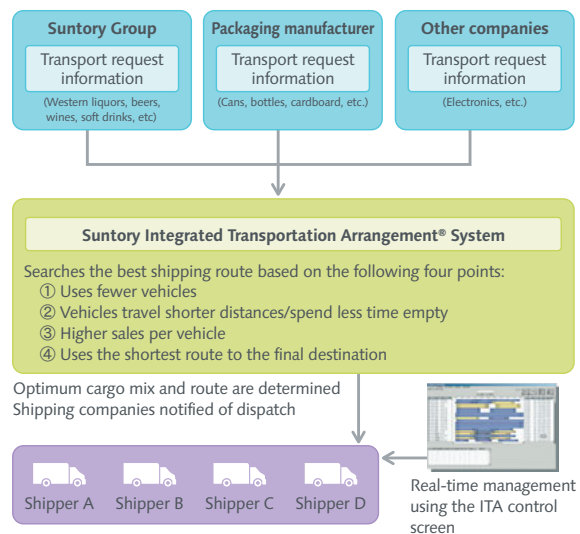 Suntory Group
Transport request
information
(Western liquors, beers,
wines, soft drinks, etc)
Packaging manufacturer
Transport request
information
(Cans, bottles, cardboard, etc.)
Other companies
Transport request
information
(Electronics, etc.)
Suntory Integrated Transportation Arrangement® System
Searches the best shipping route based on the following four points:
① Uses fewer vehicles
② Vehicles travel shorter distances/spend less time empty
③ Higher sales per vehicle
④ Uses the shortest route to the final destination
Optimum cargo mix and route are determined
Shipping companies notified of dispatch
Shipper A
Shipper B
Shipper C
Shipper D
Real-time management
using the ITA control
screen